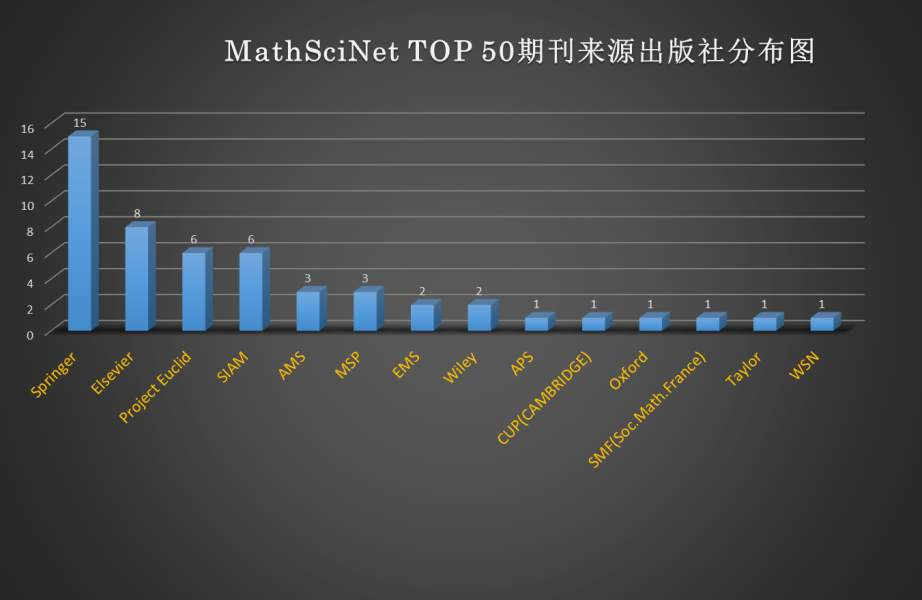 MathSciNet TOP 50期刊来源出版社分布图
16
14
12
10
8
6
4
2
0
15
8
6
6
3
3
2
2
1
1
1
1
1
1
Springer
Elsevier
Project Euclid
SIAM
AMS
MSP
EMS
Wiley
APS
CUP(CAMBRIDGE)
Oxford
SMF(Soc.Math.France)
Taylor
WSN